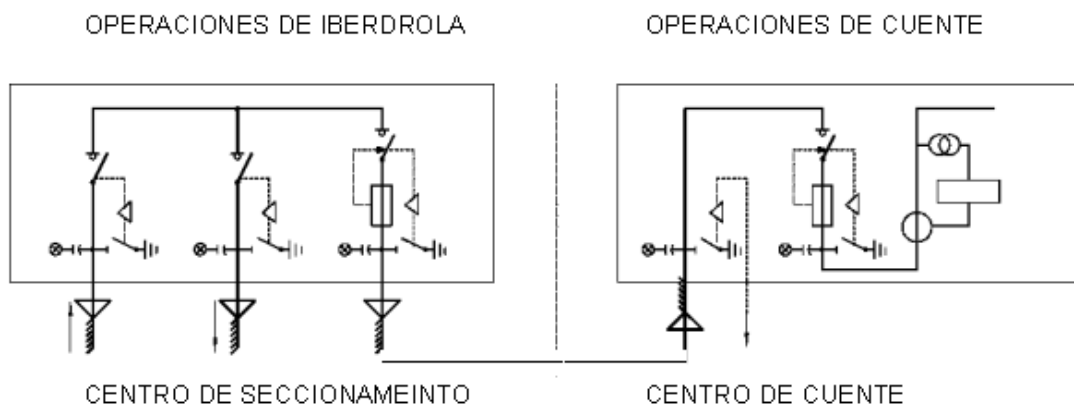 OPERACIONES DE IBERDROLA
OPERACIONES DE CUENTE
CENTRO DE SECCIONAMEINTO
CENTRO DE CUENTE